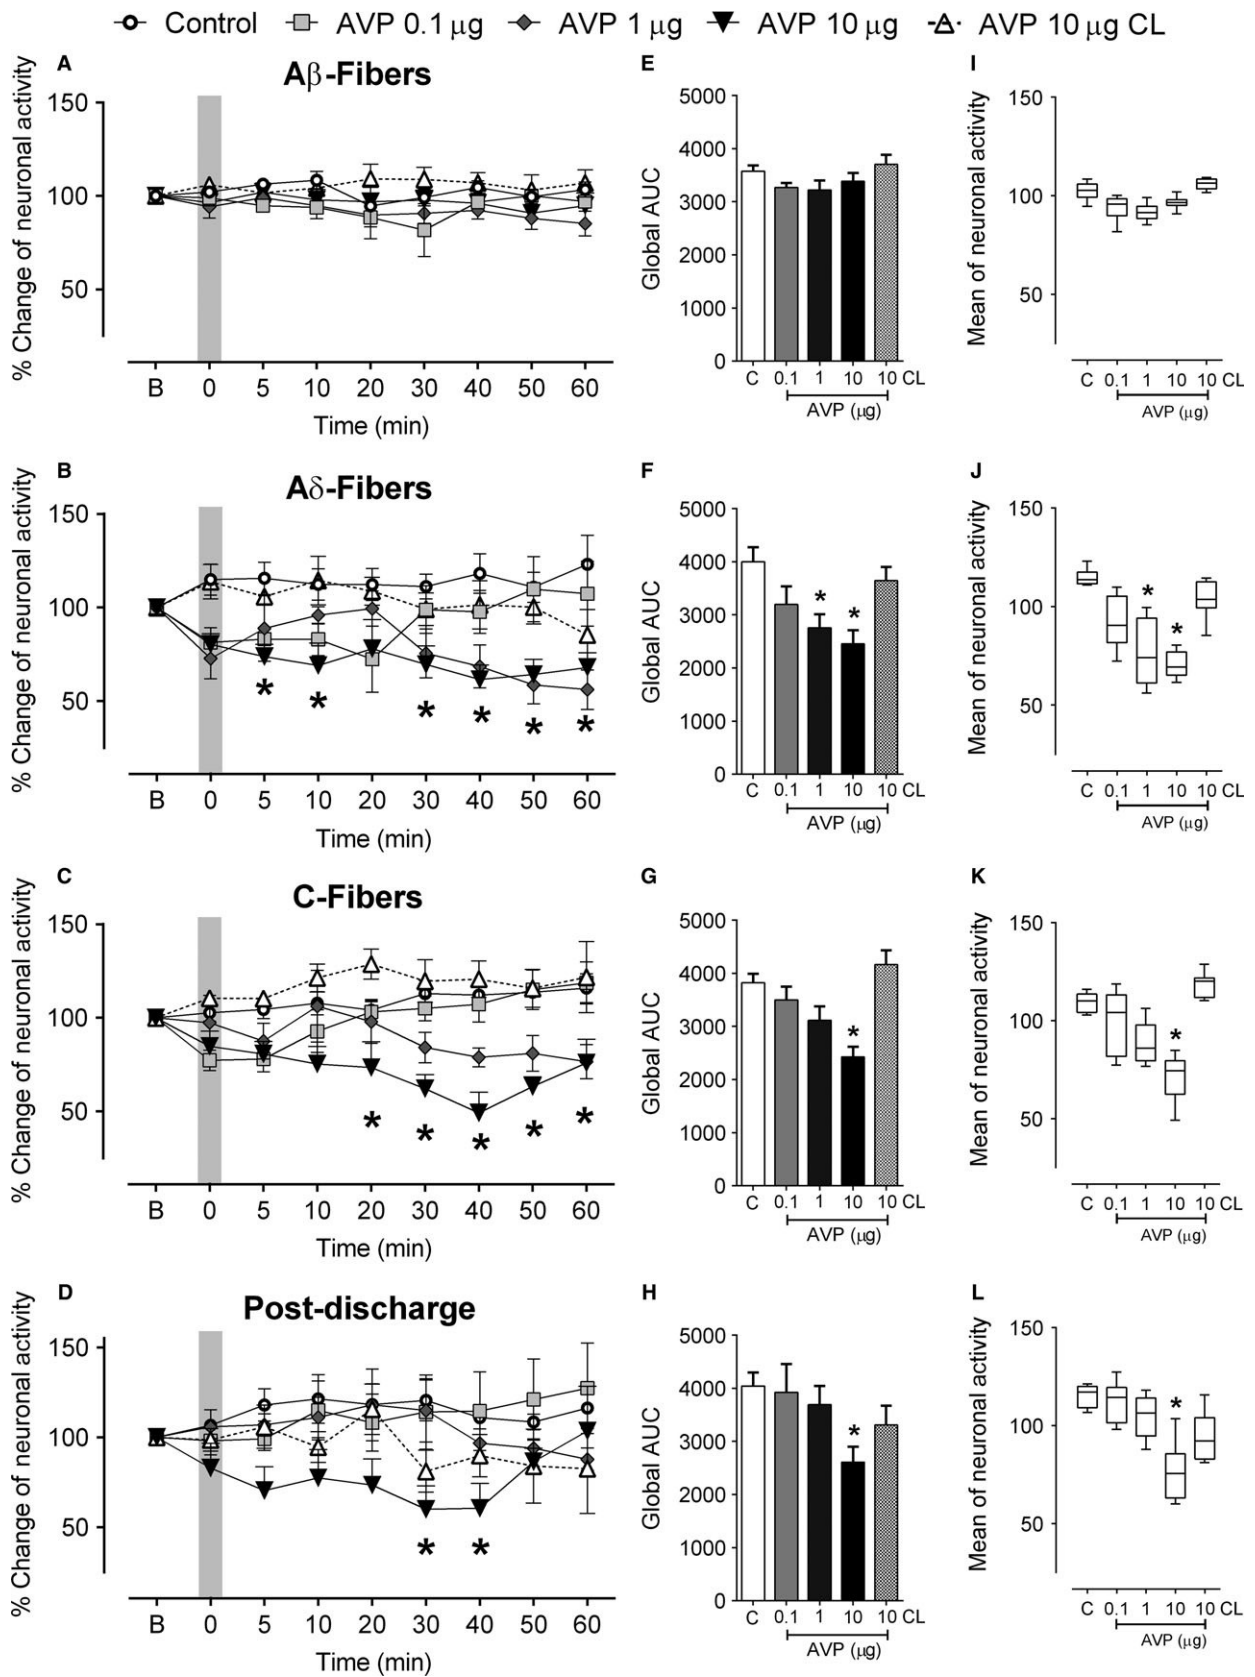 Control AVP 0.1 μg AVP 1 μg AVP 10 μg AVP 10 μg CL
A
Aβ-Fibers
% Change of neuronal activity
150
100
50
B 0 5 10 20 30 40 50 60
Time (min)
E
Global AUC
5000
4000
3000
2000
1000
0
C 0.1 1 10 10 CL
AVP (μg)
I
Mean of neuronal activity
150
100
50
C 0.1 1 10 10 CL
AVP (μg)
B
Aδ-Fibers
% Change of neuronal activity
150
100
50
* * * * * *
B 0 5 10 20 30 40 50 60
Time (min)
F
Global AUC
5000
4000
3000
2000
1000
0
* *
C 0.1 1 10 10 CL
AVP (μg)
J
Mean of neuronal activity
150
100
50
* *
C 0.1 1 10 10 CL
AVP (μg)
C
C-Fibers
% Change of neuronal activity
150
100
50
* * * * *
B 0 5 10 20 30 40 50 60
Time (min)
G
Global AUC
5000
4000
3000
2000
1000
0
*
C 0.1 1 10 10 CL
AVP (μg)
K
Mean of neuronal activity
150
100
50
*
C 0.1 1 10 10 CL
AVP (μg)
D
Post-discharge
% Change of neuronal activity
150
100
50
* *
B 0 5 10 20 30 40 50 60
Time (min)
H
Global AUC
5000
4000
3000
2000
1000
0
*
C 0.1 1 10 10 CL
AVP (μg)
L
Mean of neuronal activity
150
100
50
*
C 0.1 1 10 10 CL
AVP (μg)